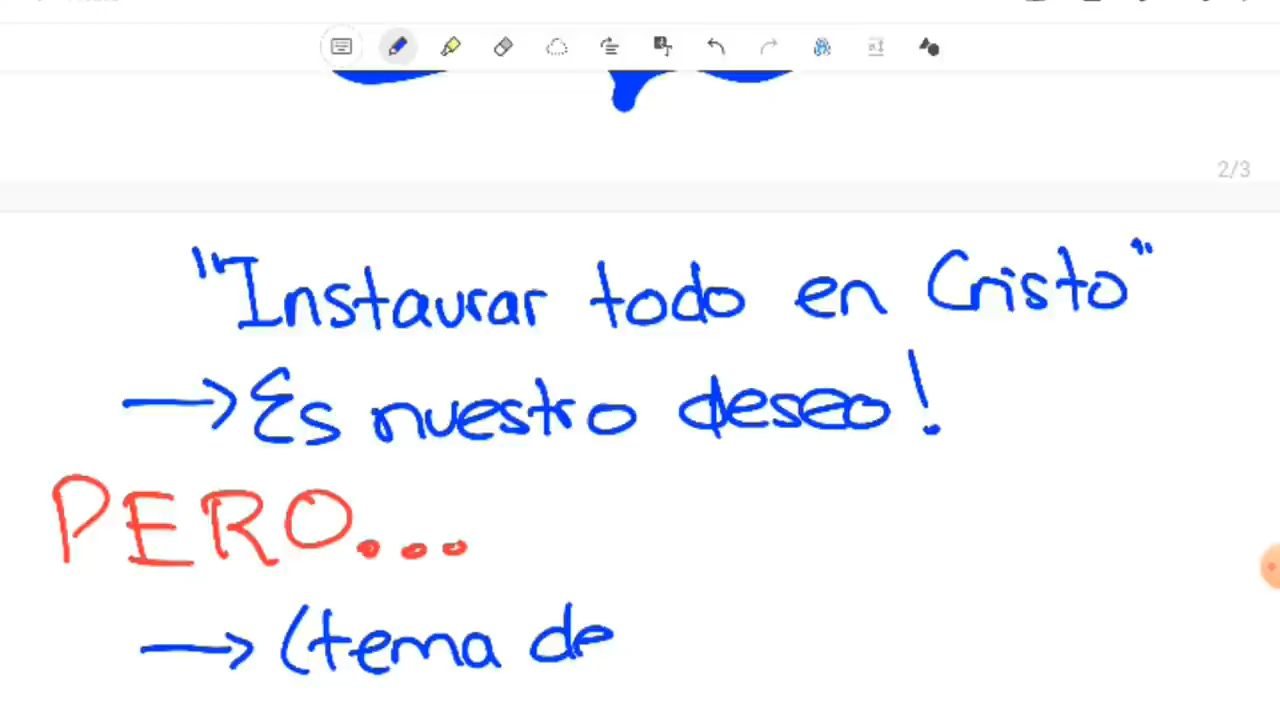 2/3
"Instaurar todo en Cristo"
→ Es nuestro deseo!
PERO...
→ (tema de